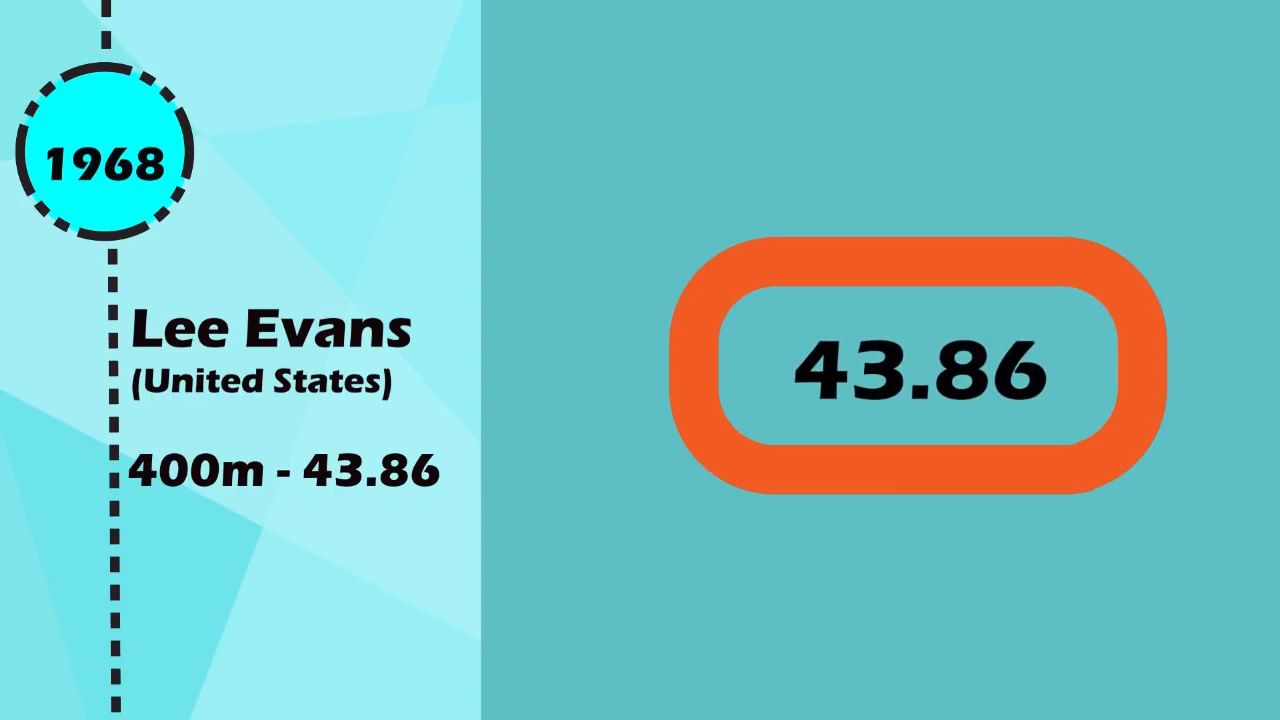 1968
Lee Evans
(United States)
400m - 43.86
43.86